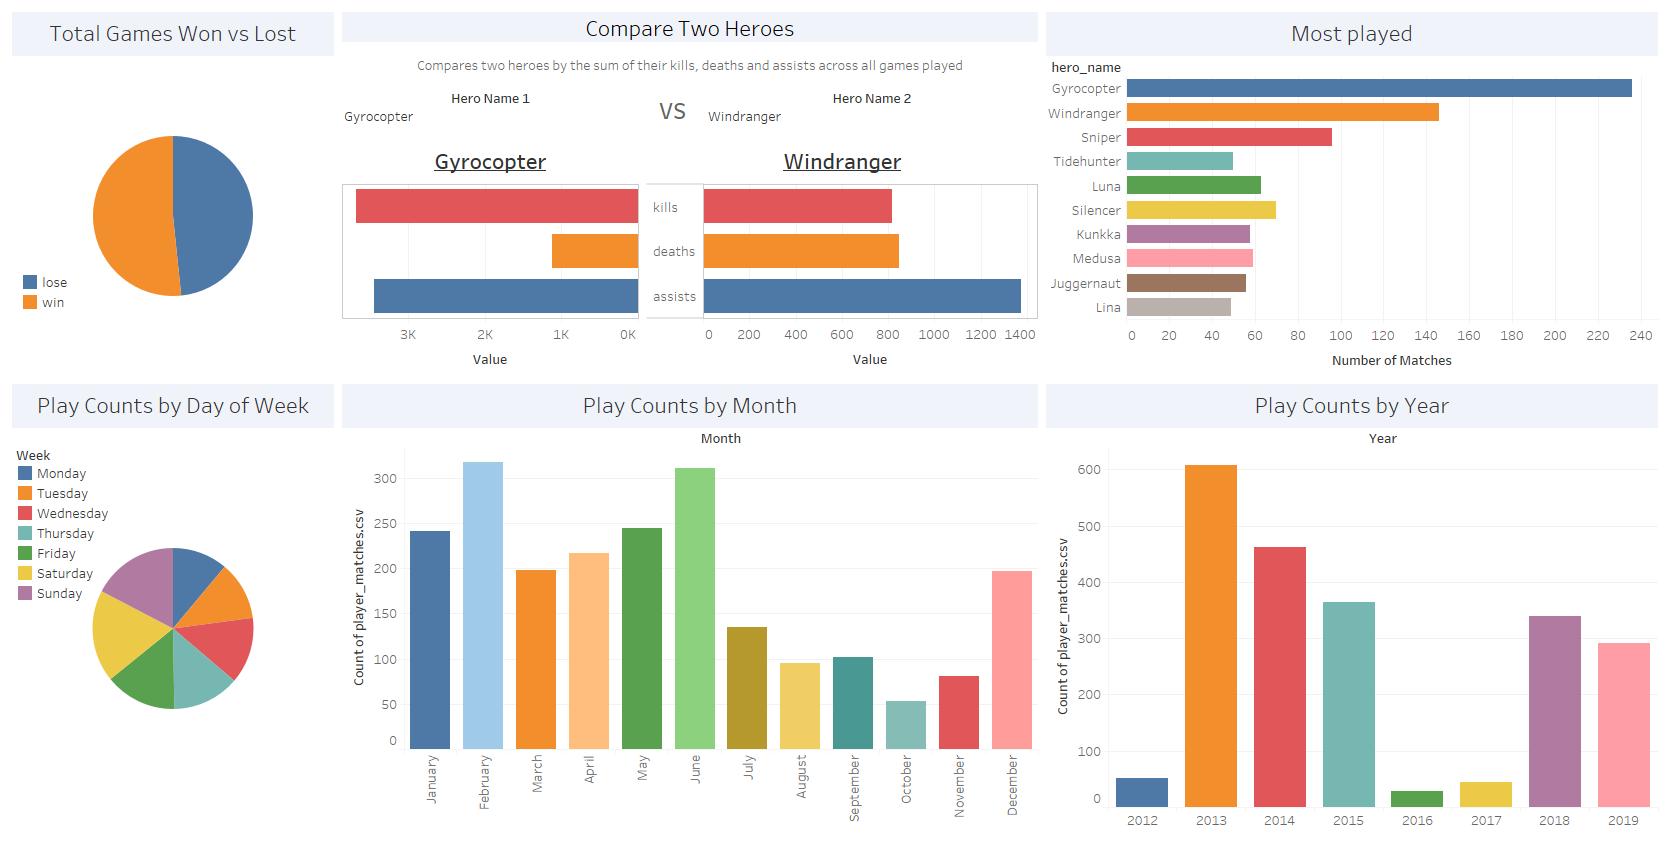 Total Games Won vs Lost
lose
win
Compare Two Heroes
Compares two heroes by the sum of their kills, deaths and assists across all games played
Hero Name 1
Gyrocopter
VS
Hero Name 2
Windranger
Gyrocopter
Windranger
kills
deaths
assists
3K 2K 1K 0K
Value
0 200 400 600 800 1000 1200 1400
Value
Most played
hero_name
Gyrocopter
Windranger
Sniper
Tidehunter
Luna
Silencer
Kunkka
Medusa
Juggernaut
Lina
0 20 40 60 80 100 120 140 160 180 200 220 240
Number of Matches
Play Counts by Day of Week
Week
Monday
Tuesday
Wednesday
Thursday
Friday
Saturday
Sunday
Play Counts by Month
Month
Count of player_matches.csv
300
250
200
150
100
50
0
January February March April May June July August September October November December
Play Counts by Year
Year
Count of player_matches.csv
600
500
400
300
200
100
0
2012 2013 2014 2015 2016 2017 2018 2019